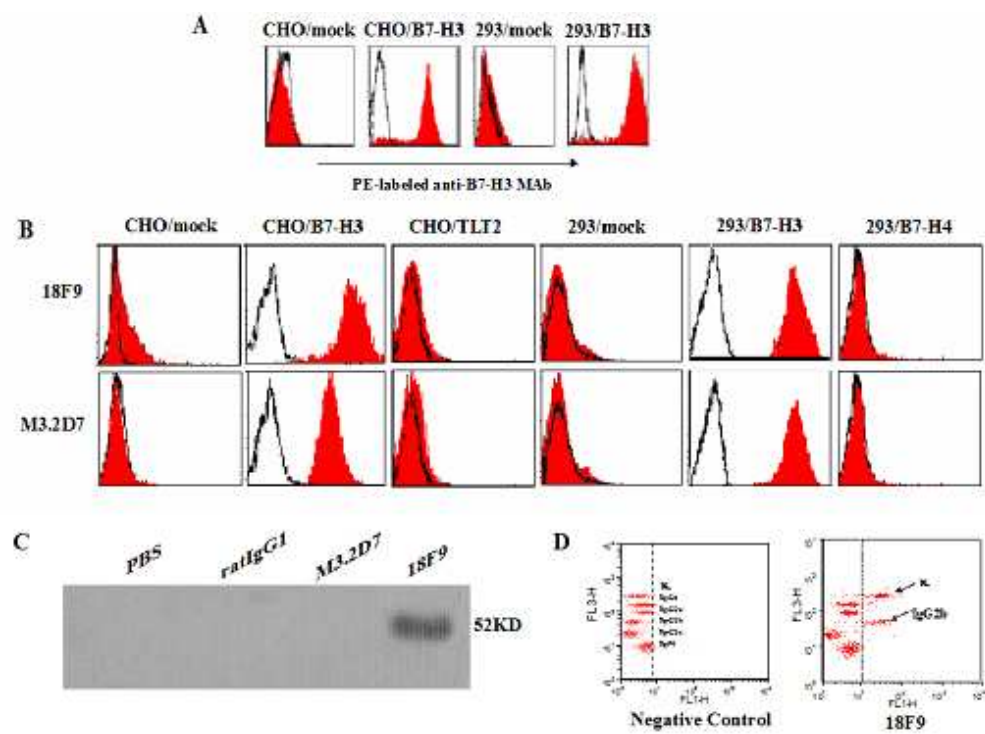 A
CHO/mock CHO/B7-H3 293/mock 293/B7-H3
PE-labeled anti-B7-H3 MAb
B
CHO/mock CHO/B7-H3 CHO/TLT2 293/mock 293/B7-H3 293/B7-H4
18F9
M3.2D7
C
PBS ratIgG1 M3.2D7 18F9
52KD
D
FL3-H
FL1-H
Negative Control
FL3-H
κ
IgG2b
FL1-H
18F9